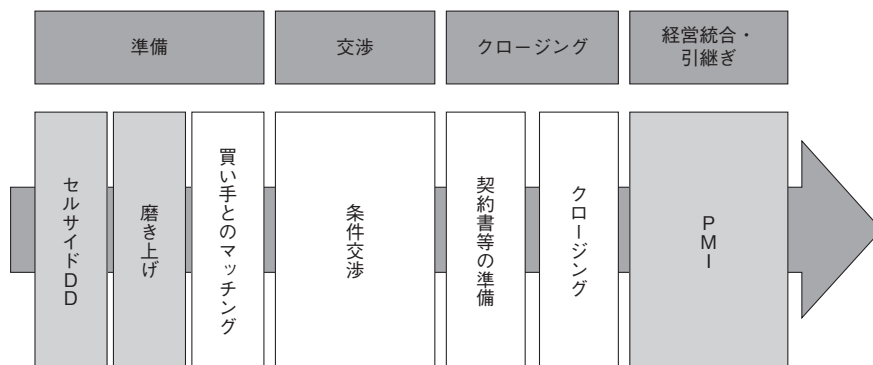 準備
交渉
クロージング
経営統合・
引継ぎ
セルサイドDD
磨き上げ
買い手とのマッチング
条件交渉
契約書等の準備
クロージング
PMI